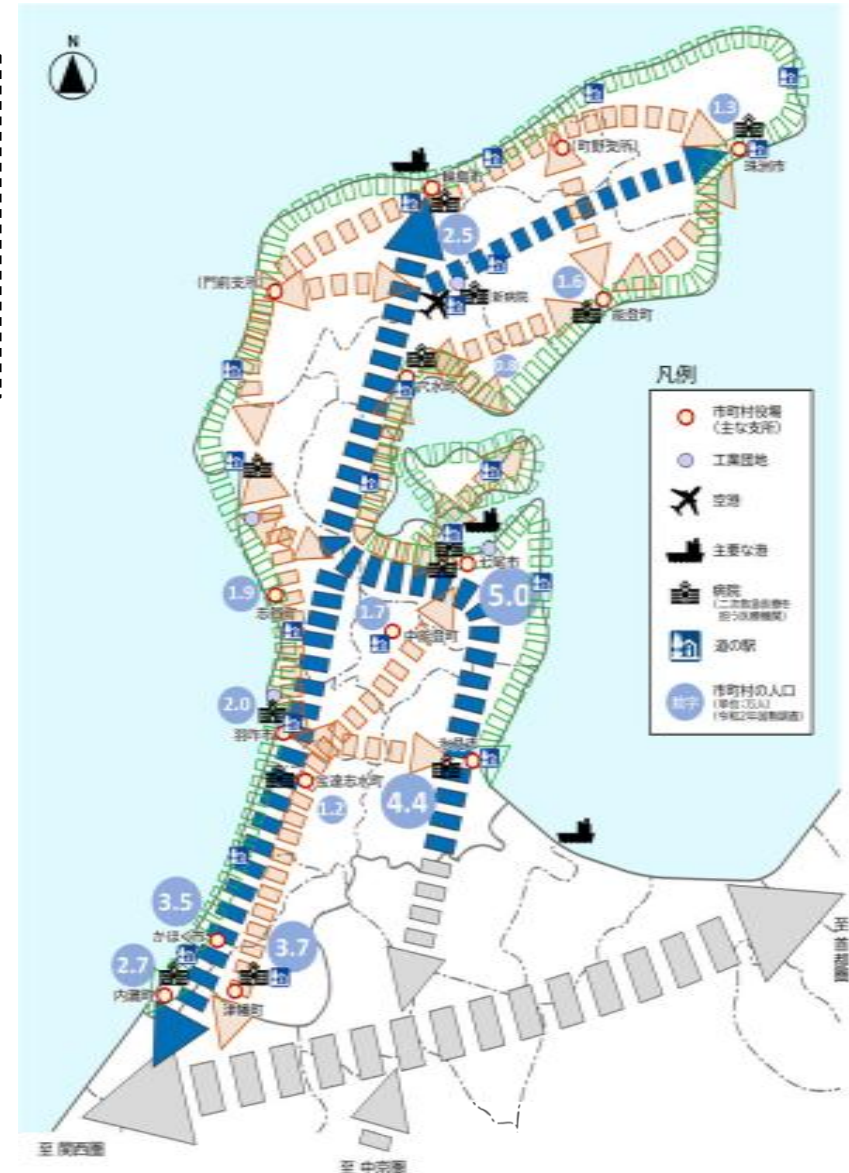 N
1.3
(町野支所)
珠洲市
輪島市
2.5
(門前支所)
新病院
1.6
能登町
0.8
穴水町
凡例
市町村役場
(主な支所)
工業団地
空港
主要な港
病院
(二次救急医療を
担う医療機関)
道の駅
数字
市町村の人口
(単位:万人)
(令和2年国勢調査)
七尾市
5.0
1.9
志賀町
1.7
中能登町
2.0
羽咋市
氷見市
宝達志水町
1.2
4.4
3.5
かほく市
3.7
2.7
内灘町
津幡町
至 首都圏
至 関西圏
至 中京圏